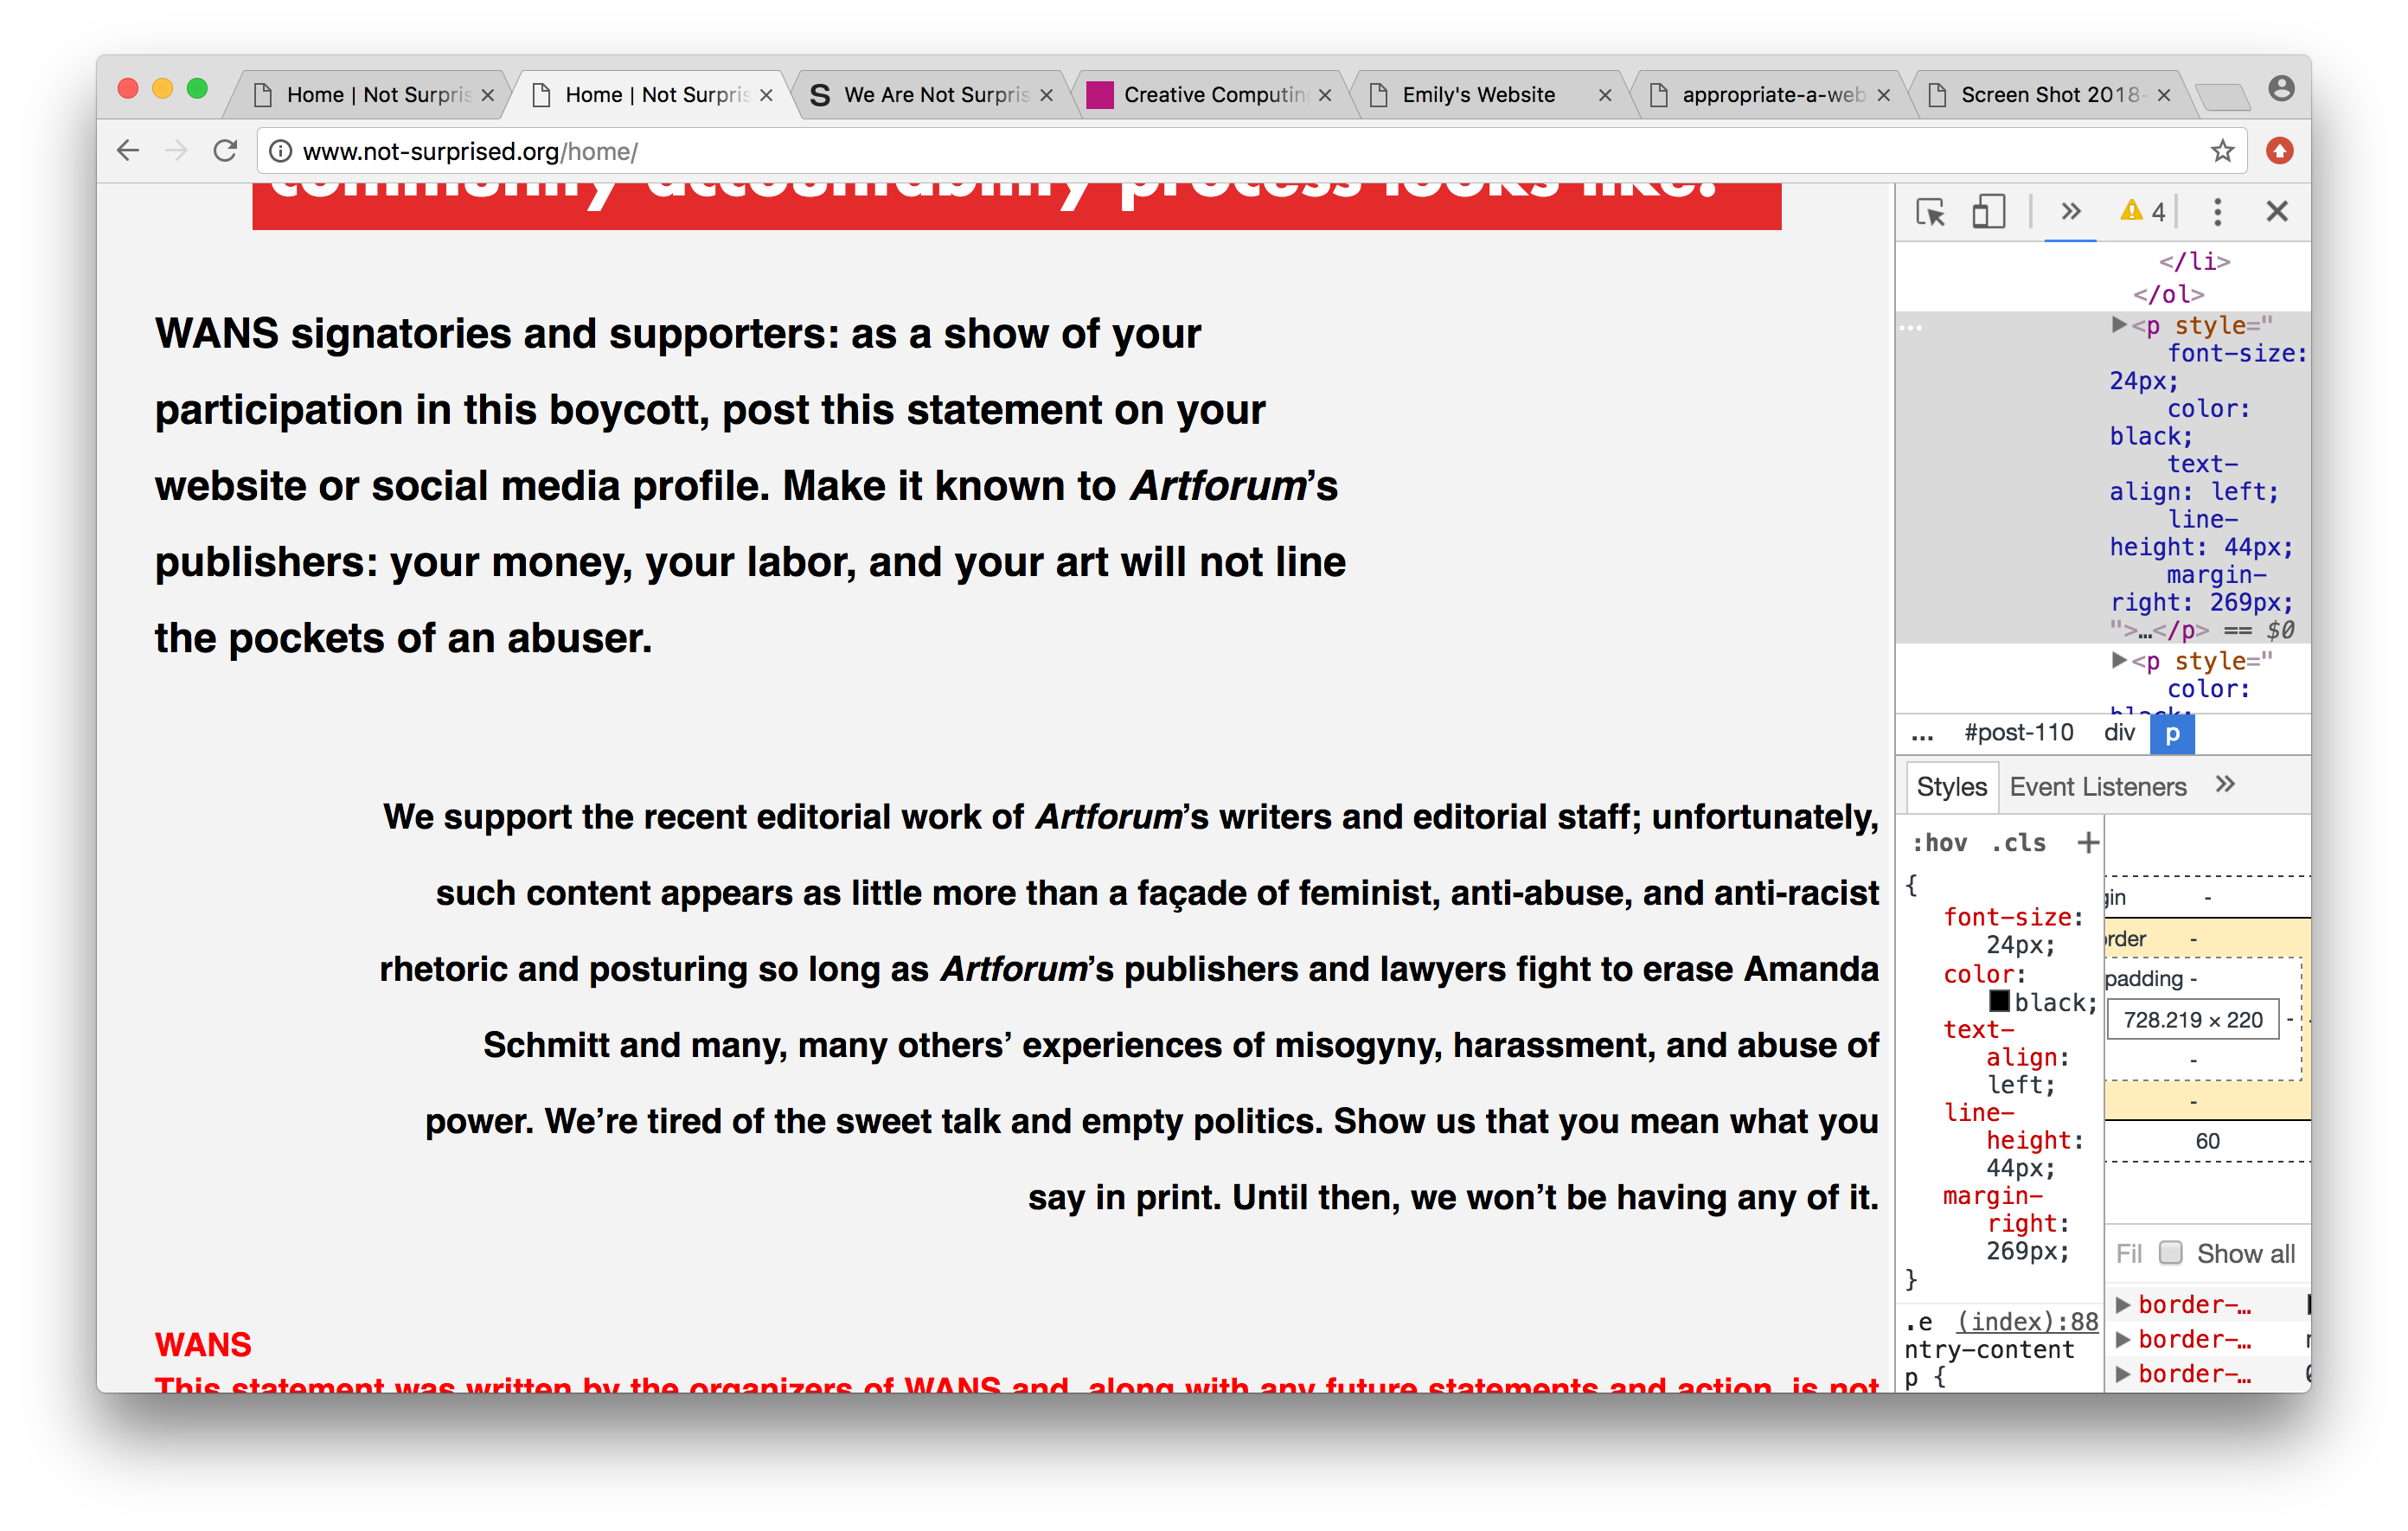 Home | Not Surpris
Home | Not Surpris
S We Are Not Surpris
Creative Computin
Emily's Website
appropriate-a-web
Screen Shot 2018-
www.not-surprised.org/home/
community accountability process looks like.
WANS signatories and supporters: as a show of your
participation in this boycott, post this statement on your
website or social media profile. Make it known to Artforum’s
publishers: your money, your labor, and your art will not line
the pockets of an abuser.
We support the recent editorial work of Artforum’s writers and editorial staff; unfortunately,
such content appears as little more than a façade of feminist, anti-abuse, and anti-racist
rhetoric and posturing so long as Artforum’s publishers and lawyers fight to erase Amanda
Schmitt and many, many others’ experiences of misogyny, harassment, and abuse of
power. We’re tired of the sweet talk and empty politics. Show us that you mean what you
say in print. Until then, we won’t be having any of it.
WANS
This statement was written by the organizers of WANS and, along with any future statements and action, is not
4
</li>
</ol>
<p style="
font-size:
24px;
color:
black;
text-
align: left;
line-
height: 44px;
margin-
right: 269px;
">…</p> == $0
<p style="
color:
black;
... #post-110 div p
Styles Event Listeners
:hov .cls +
{
font-size:
24px;
color:
black;
text-
align:
left;
line-
height:
44px;
margin-
right:
269px;
}
.e (index):88
ntry-content
p {
gin -
rder -
padding -
728.219 × 220 -
-
-
60
Fil Show all
border-…
border-…
border-…